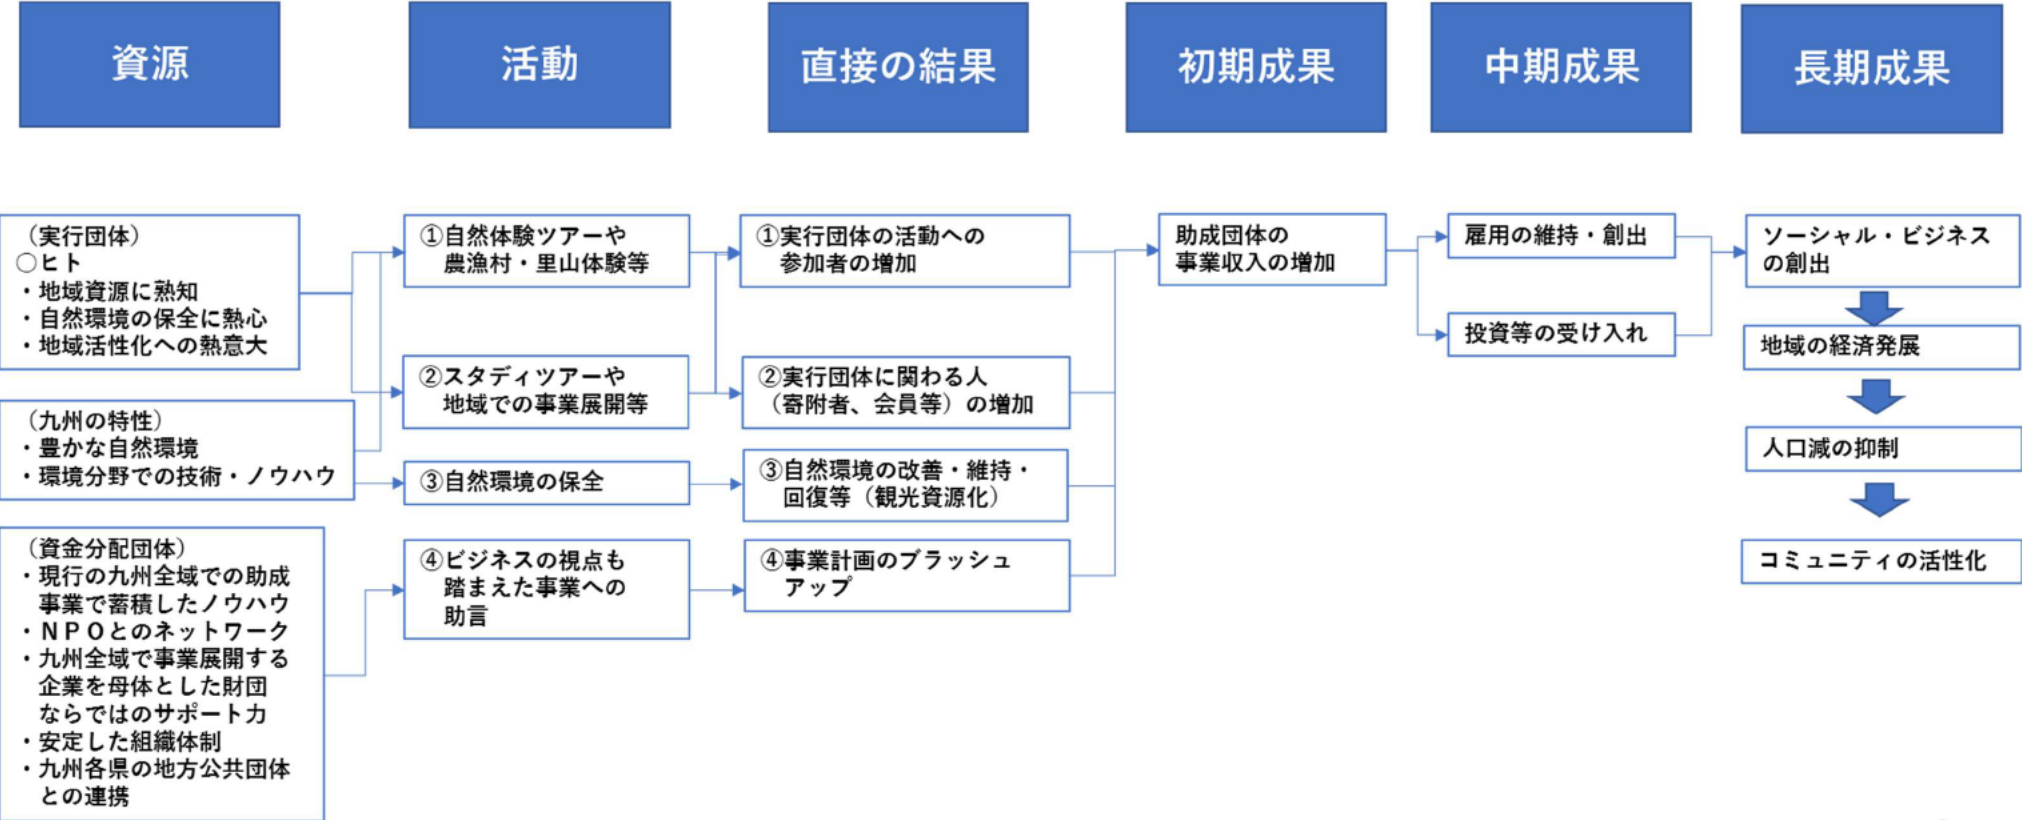 資源
活動
直接の結果
初期成果
中期成果
長期成果
（実行団体）
○ヒト
・地域資源に熟知
・自然環境の保全に熱心
・地域活性化への熱意大
（九州の特性）
・豊かな自然環境
・環境分野での技術・ノウハウ
（資金分配団体）
・現行の九州全域での助成
事業で蓄積したノウハウ
・ＮＰＯとのネットワーク
・九州全域で事業展開する
企業を母体とした財団
ならではのサポート力
・安定した組織体制
・九州各県の地方公共団体
との連携
①自然体験ツアーや
農漁村・里山体験等
②スタディツアーや
地域での事業展開等
③自然環境の保全
④ビジネスの視点も
踏まえた事業への
助言
①実行団体の活動への
参加者の増加
②実行団体に関わる人
（寄附者、会員等）の増加
③自然環境の改善・維持・
回復等（観光資源化）
④事業計画のブラッシュ
アップ
助成団体の
事業収入の増加
雇用の維持・創出
投資等の受け入れ
ソーシャル・ビジネス
の創出
地域の経済発展
人口減の抑制
コミュニティの活性化